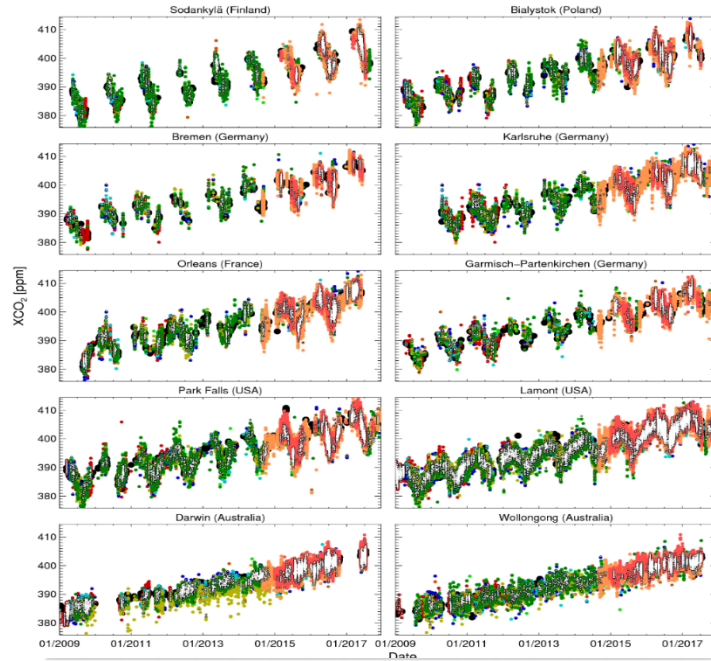 Sodankylä (Finland) Bialystok (Poland)
410
400
390
380
Bremen (Germany) Karlsruhe (Germany)
410
400
390
380
Orleans (France) Garmisch-Partenkirchen (Germany)
410
400
390
380
XCO₂ [ppm]
Park Falls (USA) Lamont (USA)
410
400
390
380
Darwin (Australia) Wollongong (Australia)
410
400
390
380
01/2009 01/2011 01/2013 01/2015 01/2017 01/2009 01/2011 01/2013 01/2015 01/2017
Date